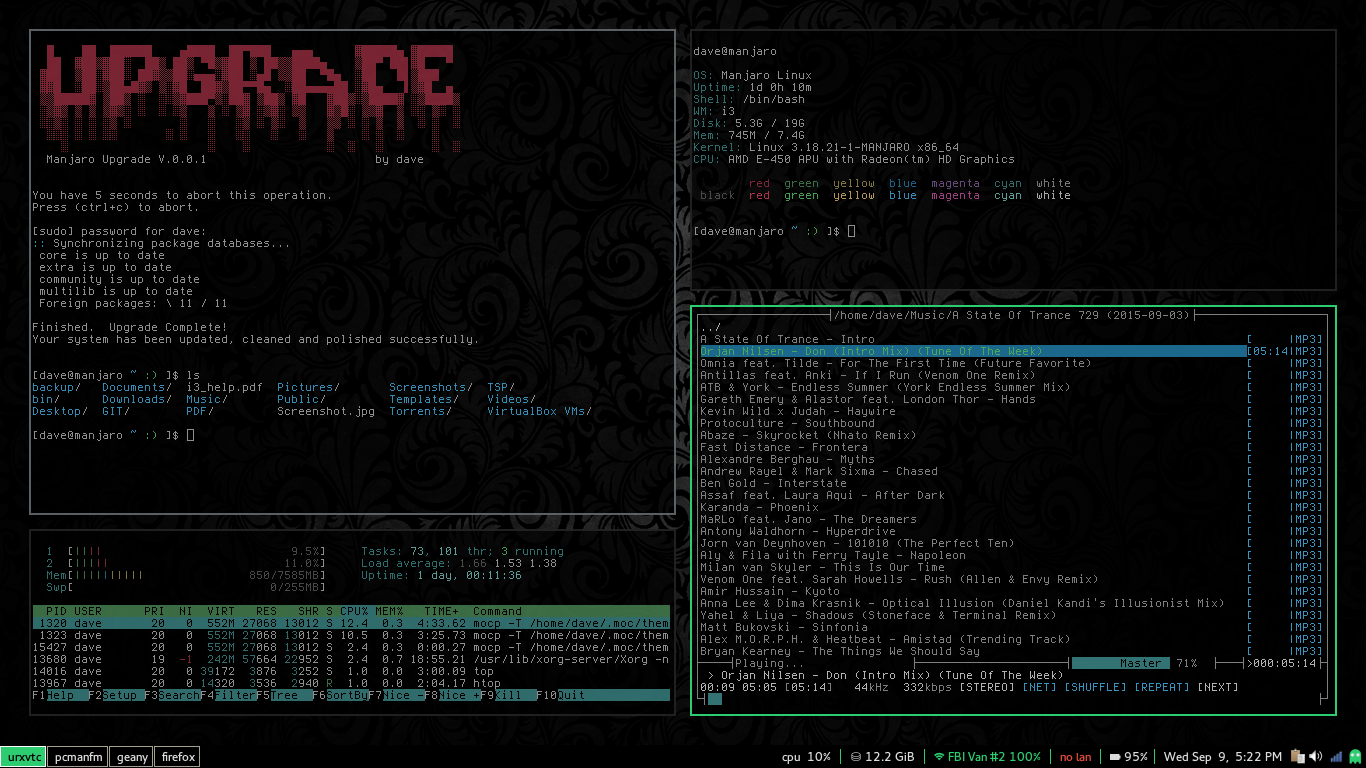 UPGRADE
Manjaro Upgrade V.0.0.1 by dave
You have 5 seconds to abort this operation.
Press (ctrl+c) to abort.
[sudo] password for dave:
:: Synchronizing package databases...
core is up to date
extra is up to date
community is up to date
multilib is up to date
Foreign packages: \ 11 / 11
Finished. Upgrade Complete!
Your system has been updated, cleaned and polished successfully.
[dave@manjaro ~ :) ]$ ls
backup/ Documents/ i3_help.pdf Pictures/ Screenshots/ TSP/
bin/ Downloads/ Music/ Public/ Templates/ Videos/
Desktop/ GIT/ PDF/ Screenshot.jpg Torrents/ VirtualBox VMs/
[dave@manjaro ~ :) ]$
dave@manjaro
OS: Manjaro Linux
Uptime: 1d 0h 10m
Shell: /bin/bash
WM: i3
Disk: 5.3G / 19G
Mem: 745M / 7.4G
Kernel: Linux 3.18.21-1-MANJARO x86_64
CPU: AMD E-450 APU with Radeon(tm) HD Graphics
red green yellow blue magenta cyan white
black red green yellow blue magenta cyan white
[dave@manjaro ~ :) ]$
1 [|||| 9.5%] Tasks: 73, 101 thr; 3 running
2 [||||| 11.0%] Load average: 1.66 1.53 1.38
Mem[||||||||||| 850/7585MB] Uptime: 1 day, 00:11:36
Swp[ 0/255MB]
PID USER PRI NI VIRT RES SHR S CPU% MEM% TIME+ Command
1320 dave 20 0 552M 27068 13012 S 12.4 0.3 4:33.62 mocp -T /home/dave/.moc/them
1323 dave 20 0 552M 27068 13012 S 10.5 0.3 3:25.73 mocp -T /home/dave/.moc/them
15427 dave 20 0 552M 27068 13012 S 2.4 0.3 0:00.27 mocp -T /home/dave/.moc/them
13680 dave 19 -1 242M 57664 22952 S 2.4 0.7 18:55.21 /usr/lib/xorg-server/Xorg -n
14016 dave 20 0 39172 3876 3252 S 1.0 0.0 3:00.09 top
13967 dave 20 0 14320 3536 2940 R 1.0 0.0 2:04.17 htop
F1Help F2Setup F3SearchF4FilterF5Tree F6SortByF7Nice -F8Nice +F9Kill F10Quit
/home/dave/Music/A State Of Trance 729 (2015-09-03)
../
A State Of Trance - Intro [ |MP3]
Orjan Nilsen - Don (Intro Mix) (Tune Of The Week) [05:14|MP3]
Omnia feat. Tilde - For The First Time (Future Favorite) [ |MP3]
Antillas feat. Anki - If I Run (Venom One Remix) [ |MP3]
ATB & York - Endless Summer (York Endless Summer Mix) [ |MP3]
Gareth Emery & Alastor feat. London Thor - Hands [ |MP3]
Kevin Wild x Judah - Haywire [ |MP3]
Protoculture - Southbound [ |MP3]
Abaze - Skyrocket (Nhato Remix) [ |MP3]
Fast Distance - Frontera [ |MP3]
Alexandre Bergheau - Myths [ |MP3]
Andrew Rayel & Mark Sixma - Chased [ |MP3]
Ben Gold - Interstate [ |MP3]
Assaf feat. Laura Aqui - After Dark [ |MP3]
Karanda - Phoenix [ |MP3]
MaRLo feat. Jano - The Dreamers [ |MP3]
Antony Waldhorn - Hyperdrive [ |MP3]
Jorn van Deynhoven - 101010 (The Perfect Ten) [ |MP3]
Aly & Fila with Ferry Tayle - Napoleon [ |MP3]
Milan van Skyler - This Is Our Time [ |MP3]
Venom One feat. Sarah Howells - Rush (Allen & Envy Remix) [ |MP3]
Amir Hussain - Kyoto [ |MP3]
Anna Lee & Dima Krasnik - Optical Illusion (Daniel Kandi's Illusionist Mix) [ |MP3]
Yahel & Liya - Shadows (Stoneface & Terminal Remix) [ |MP3]
Matt Bukovski - Sinfonia [ |MP3]
Alex M.O.R.P.H. & Heatbeat - Amistad (Trending Track) [ |MP3]
Bryan Kearney - The Things We Should Say [ |MP3]
Playing... Master 71% >000:05:14
> Orjan Nilsen - Don (Intro Mix) (Tune Of The Week)
00:09 05:05 [05:14] 44kHz 332kbps [STEREO] [NET] [SHUFFLE] [REPEAT] [NEXT]
urxvtc pcmanfm geany firefox
cpu 10% | 12.2 GiB | FBI Van #2 100% | no lan | 95% | Wed Sep 9, 5:22 PM